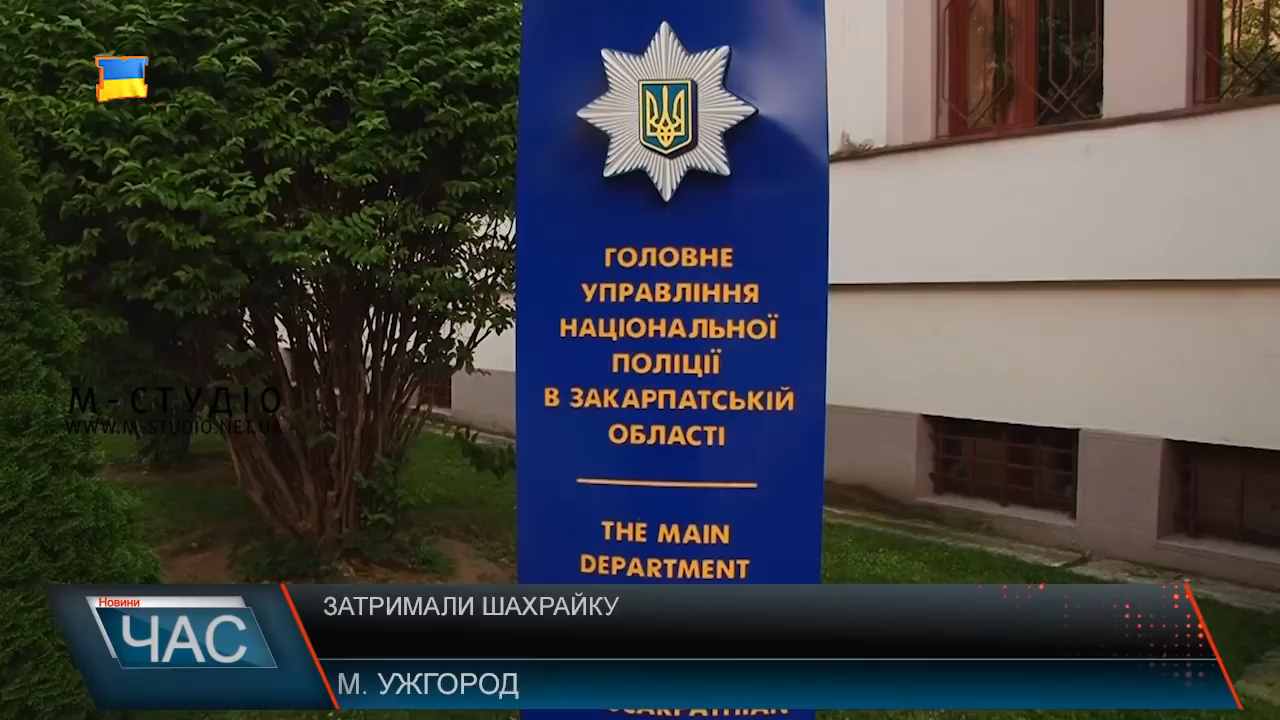 ГОЛОВНЕ
УПРАВЛІННЯ
НАЦІОНАЛЬНОЇ
ПОЛІЦІЇ
В ЗАКАРПАТСЬКІЙ
ОБЛАСТІ
THE MAIN
DEPARTMENT
М-СТУДІО
WWW.M-STUDIO.NET.UA
Новини
ЧАС
ЗАТРИМАЛИ ШАХРАЙКУ
М. УЖГОРОД